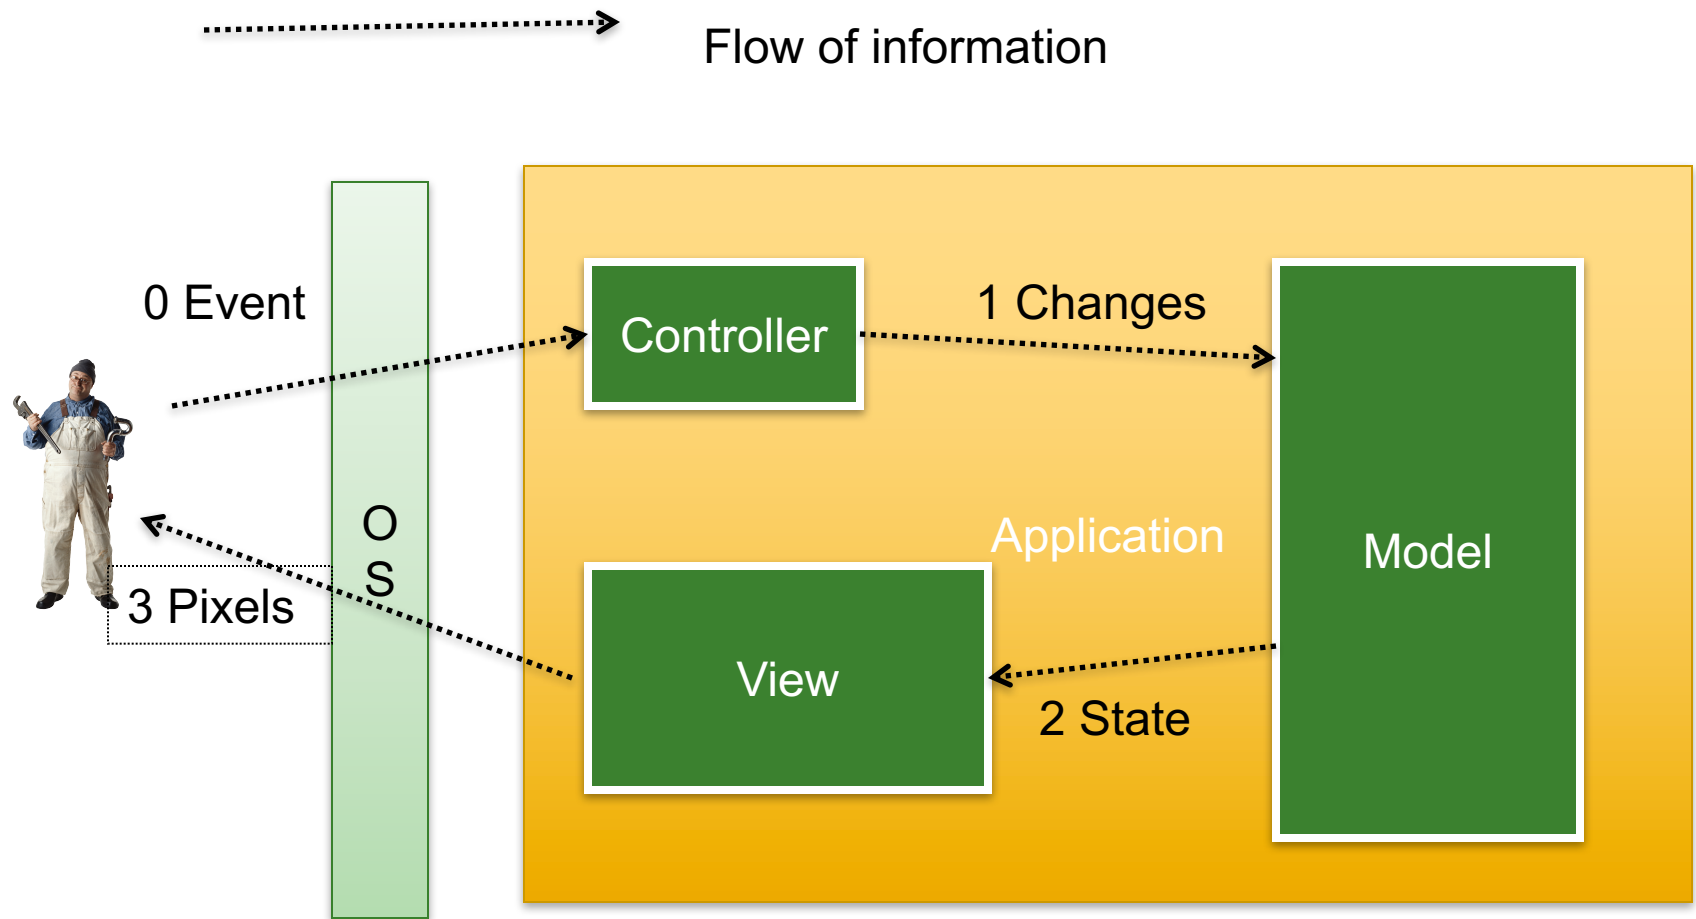 Flow of information
0 Event
Controller
1 Changes
O
S
Application
Model
3 Pixels
View
2 State